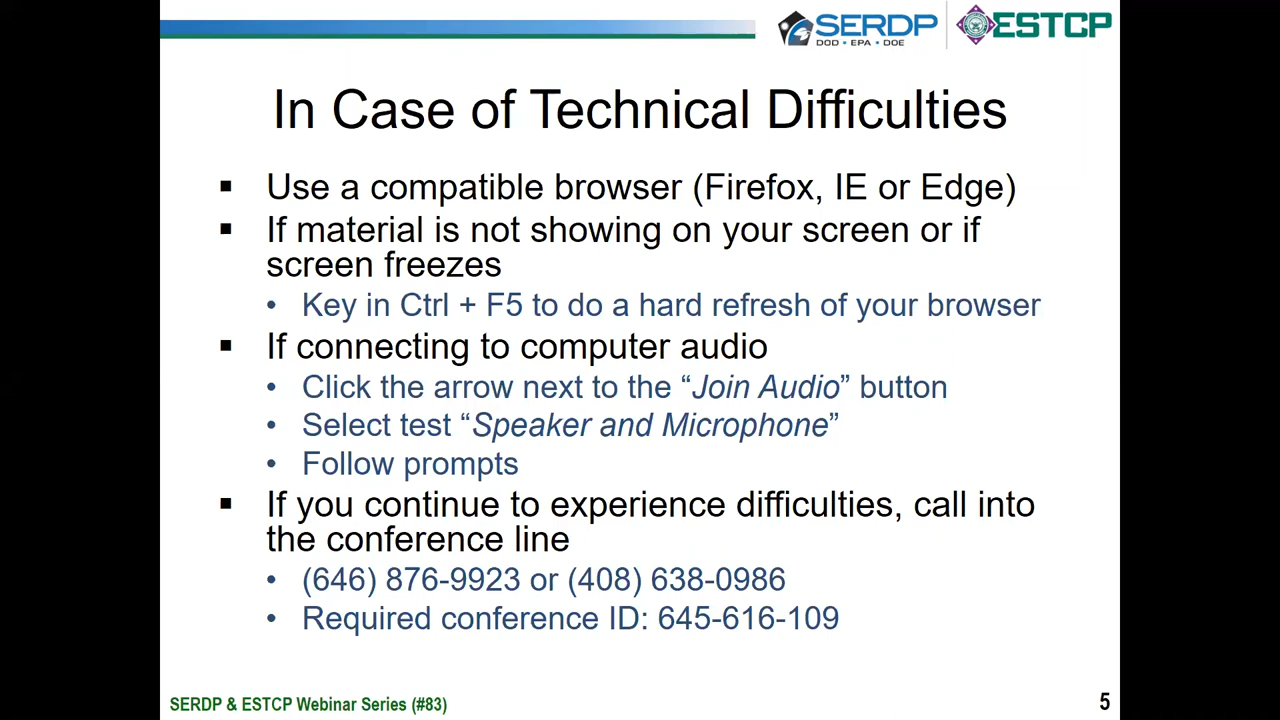 SERDP
DOD • EPA • DOE
ESTCP
In Case of Technical Difficulties
▪ Use a compatible browser (Firefox, IE or Edge)
▪ If material is not showing on your screen or if
screen freezes
• Key in Ctrl + F5 to do a hard refresh of your browser
▪ If connecting to computer audio
• Click the arrow next to the “Join Audio” button
• Select test “Speaker and Microphone”
• Follow prompts
▪ If you continue to experience difficulties, call into
the conference line
• (646) 876-9923 or (408) 638-0986
• Required conference ID: 645-616-109
SERDP & ESTCP Webinar Series (#83)
5